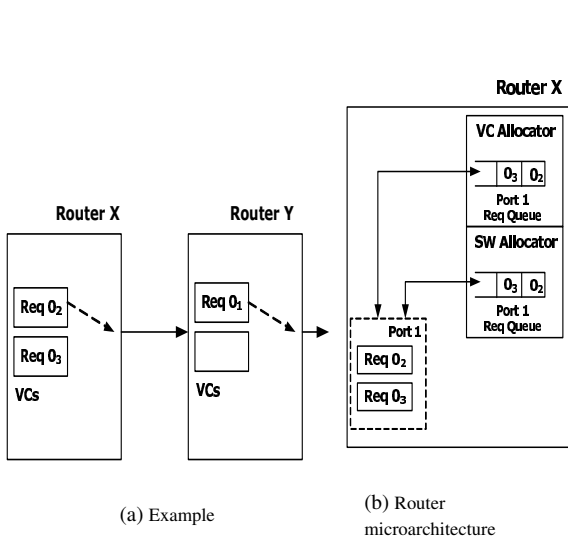 Router X
VC Allocator
O₃ O₂
Port 1
Req Queue
SW Allocator
O₃ O₂
Port 1
Req Queue
Port 1
Req O₂
Req O₃
Router X
Req O₂
Req O₃
VCs
Router Y
Req O₁
VCs
(a) Example
(b) Router
microarchitecture